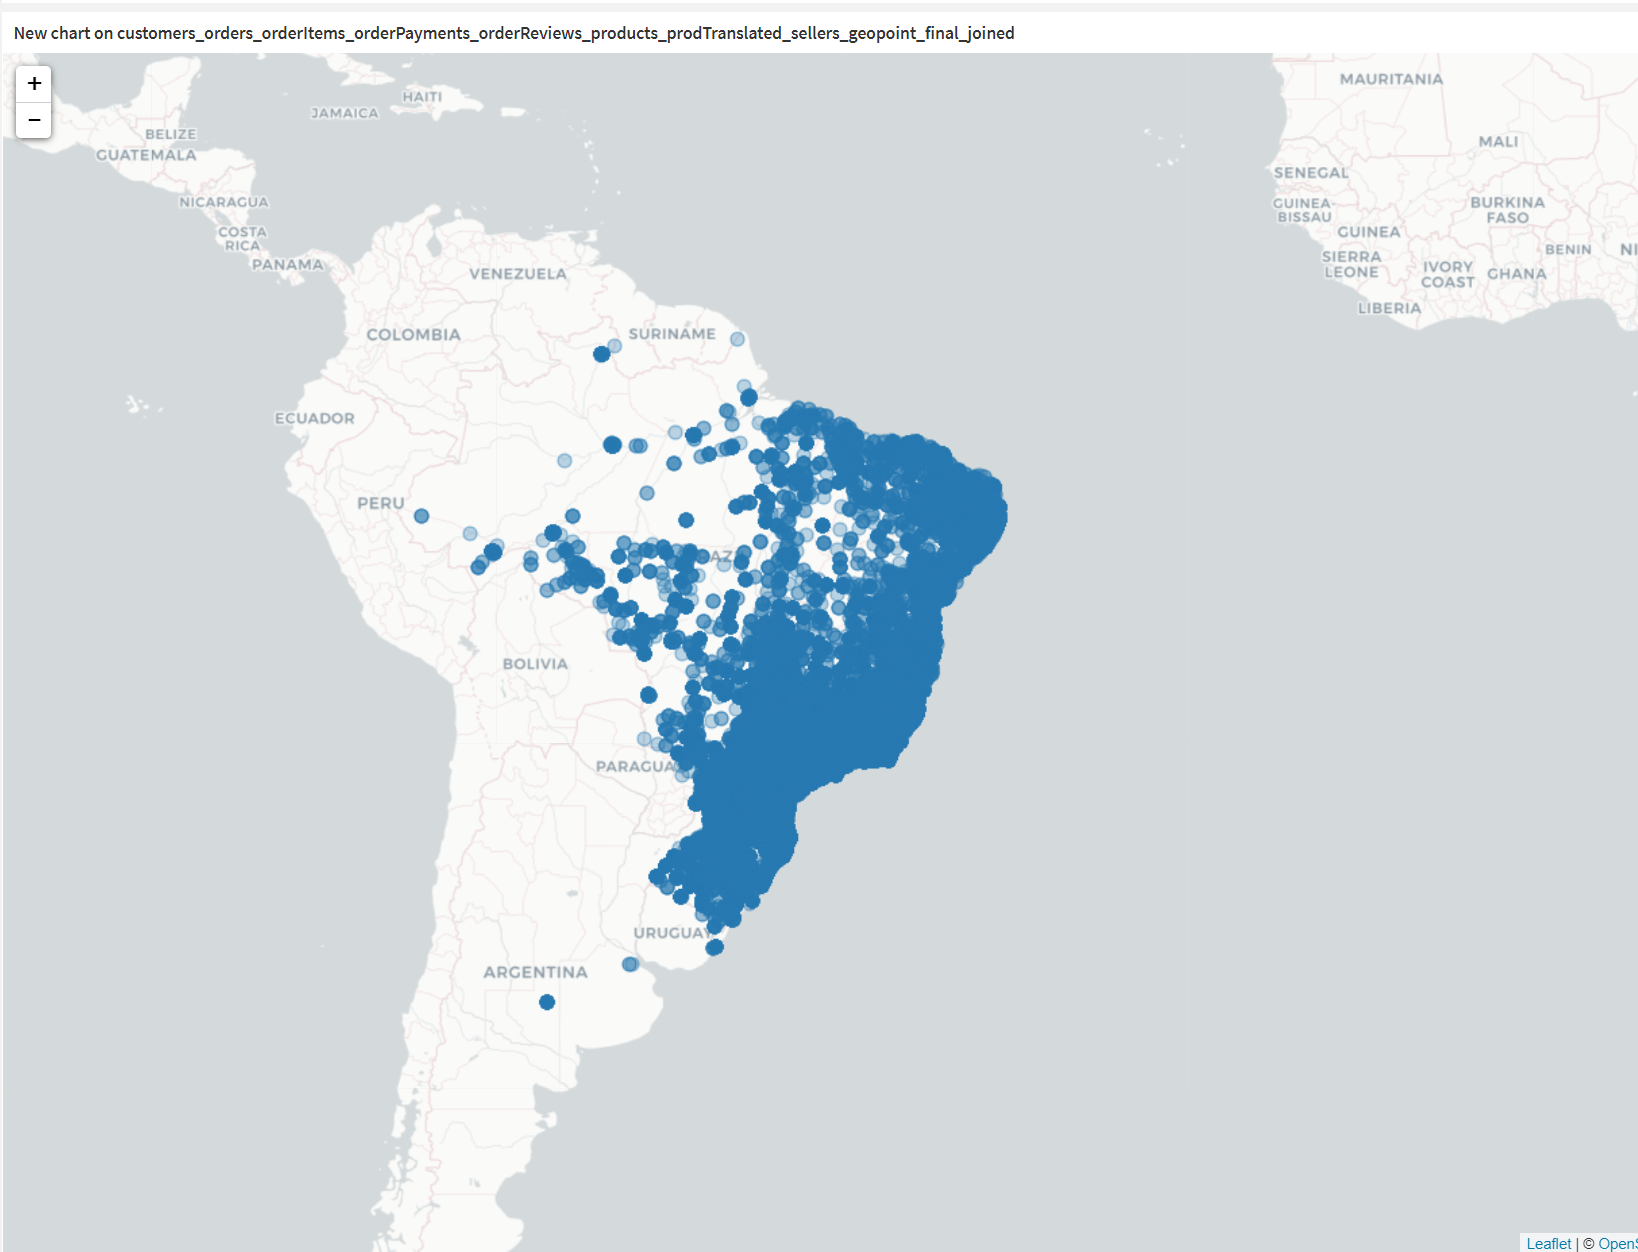 New chart on customers_orders_orderItems_orderPayments_orderReviews_products_prodTranslated_sellers_geopoint_final_joined
+
−
MAURITANIA
HAITI
JAMAICA
BELIZE
MALI
GUATEMALA
SENEGAL
NICARAGUA
GUINEA-
BISSAU
BURKINA
FASO
COSTA
RICA
GUINEA
BENIN
NI
PANAMA
SIERRA
LEONE
IVORY
COAST
GHANA
VENEZUELA
LIBERIA
COLOMBIA
SURINAME
ECUADOR
PERU
AZ
BOLIVIA
PARAGUA
URUGUAY
ARGENTINA
Leaflet | © OpenS